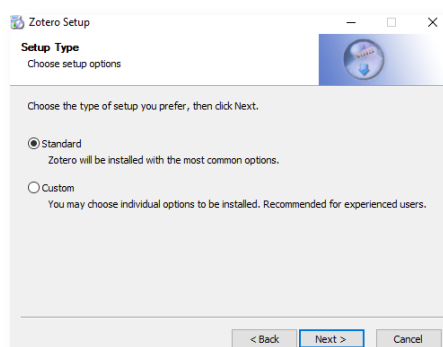 Zotero Setup
Setup Type
Choose setup options
Choose the type of setup you prefer, then click Next.
Standard
Zotero will be installed with the most common options.
Custom
You may choose individual options to be installed. Recommended for experienced users.
< Back Next > Cancel